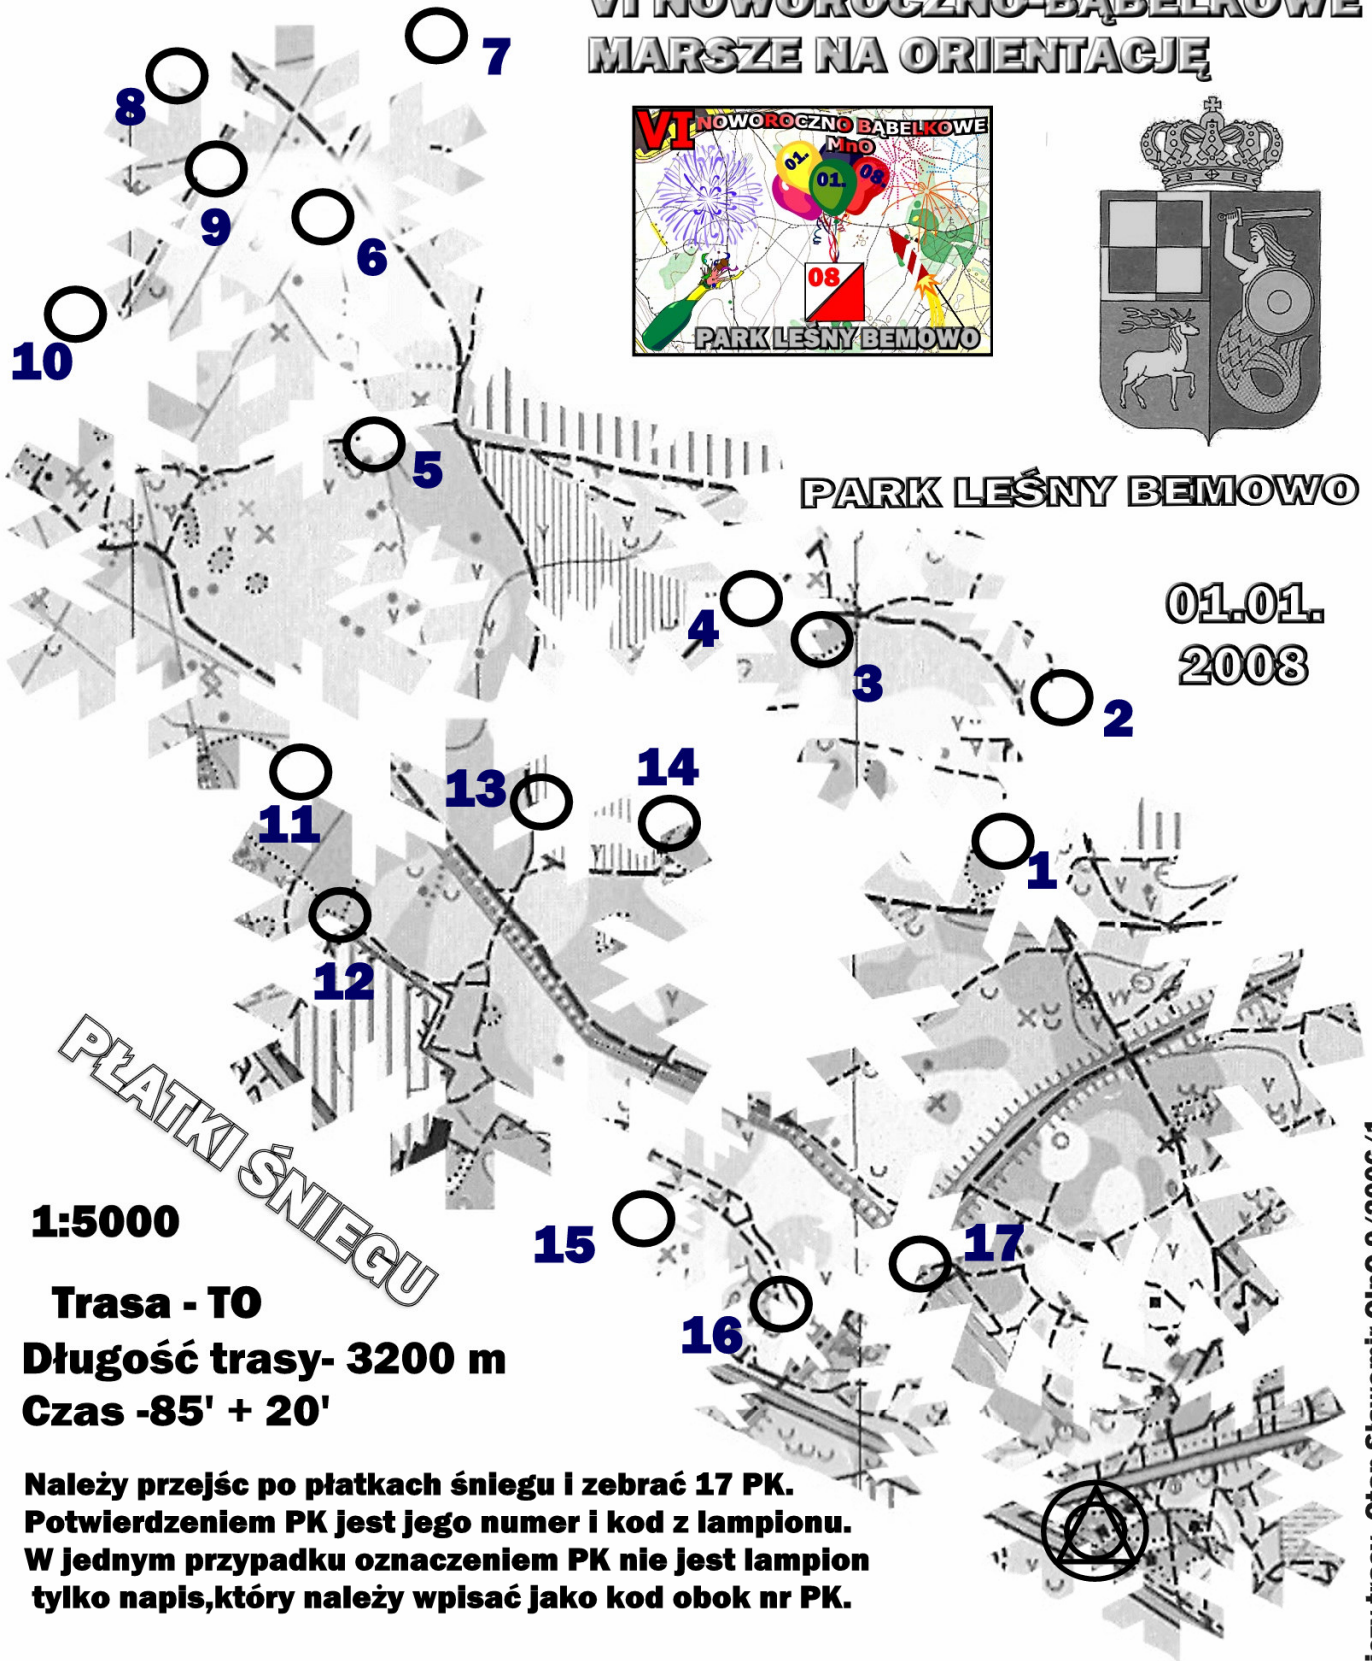 VI NOWOROCZNO-BĄBELKOWE
MARSZE NA ORIENTACJĘ
VI NOWOROCZNO BĄBELKOWE
MnO
01.
01.
08.
08
PARK LEŚNY BEMOWO
PARK LEŚNY BEMOWO
01.01.
2008
7
8
9
6
10
5
4
3
2
13
14
11
1
12
PŁATKI ŚNIEGU
15
17
16
1:5000
Trasa - TO
Długość trasy- 3200 m
Czas -85' + 20'
Należy przejśc po płatkach śniegu i zebrać 17 PK.
Potwierdzeniem PK jest jego numer i kod z lampionu.
W jednym przypadku oznaczeniem PK nie jest lampion
tylko napis,który należy wpisać jako kod obok nr PK.